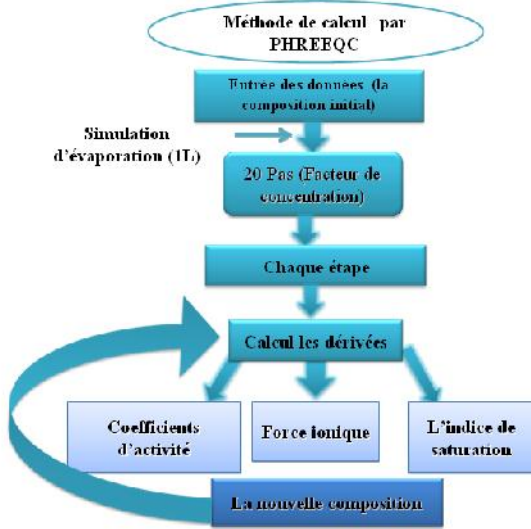 Méthode de calcul par
PHREEQC
Entrée des données (la
composition initial)
Simulation
d'évaporation (1L)
20 Pas (Facteur de
concentration)
Chaque étape
Calcul les dérivées
Coefficients
d'activité
Force ionique
L'indice de
saturation
La nouvelle composition